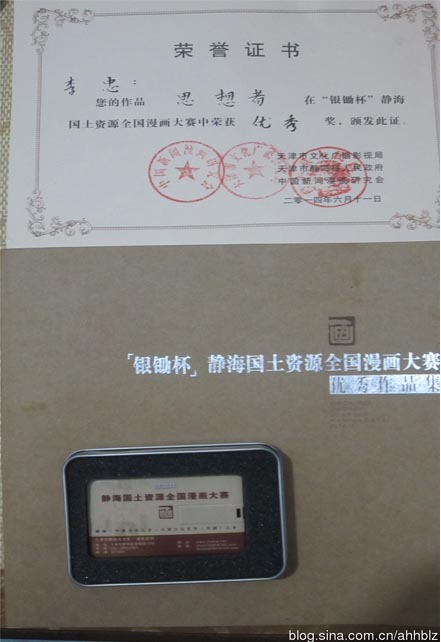 荣誉证书
李忠：
您的作品 思想者 在“银锄杯”静海
国土资源全国漫画大赛中荣获 优秀 奖，颁发此证。
天津市文化广播影视局
天津市静海县人民政府
中国新闻漫画研究会
二零一四年六月十一日
「银锄杯」静海国土资源全国漫画大赛
优秀作品集
静海国土资源全国漫画大赛
blog.sina.com.cn/ahhblz